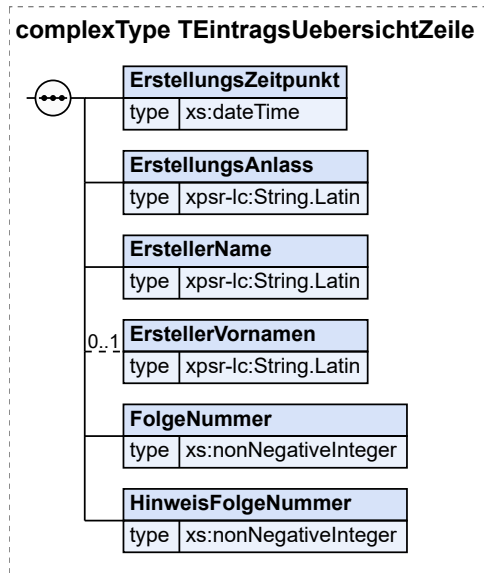 complexType TEintragsUebersichtZeile
ErstellungsZeitpunkt
type xs:dateTime
ErstellungsAnlass
type xpsr-lc:String.Latin
ErstellerName
type xpsr-lc:String.Latin
0..1 ErstellerVornamen
type xpsr-lc:String.Latin
FolgeNummer
type xs:nonNegativeInteger
HinweisFolgeNummer
type xs:nonNegativeInteger